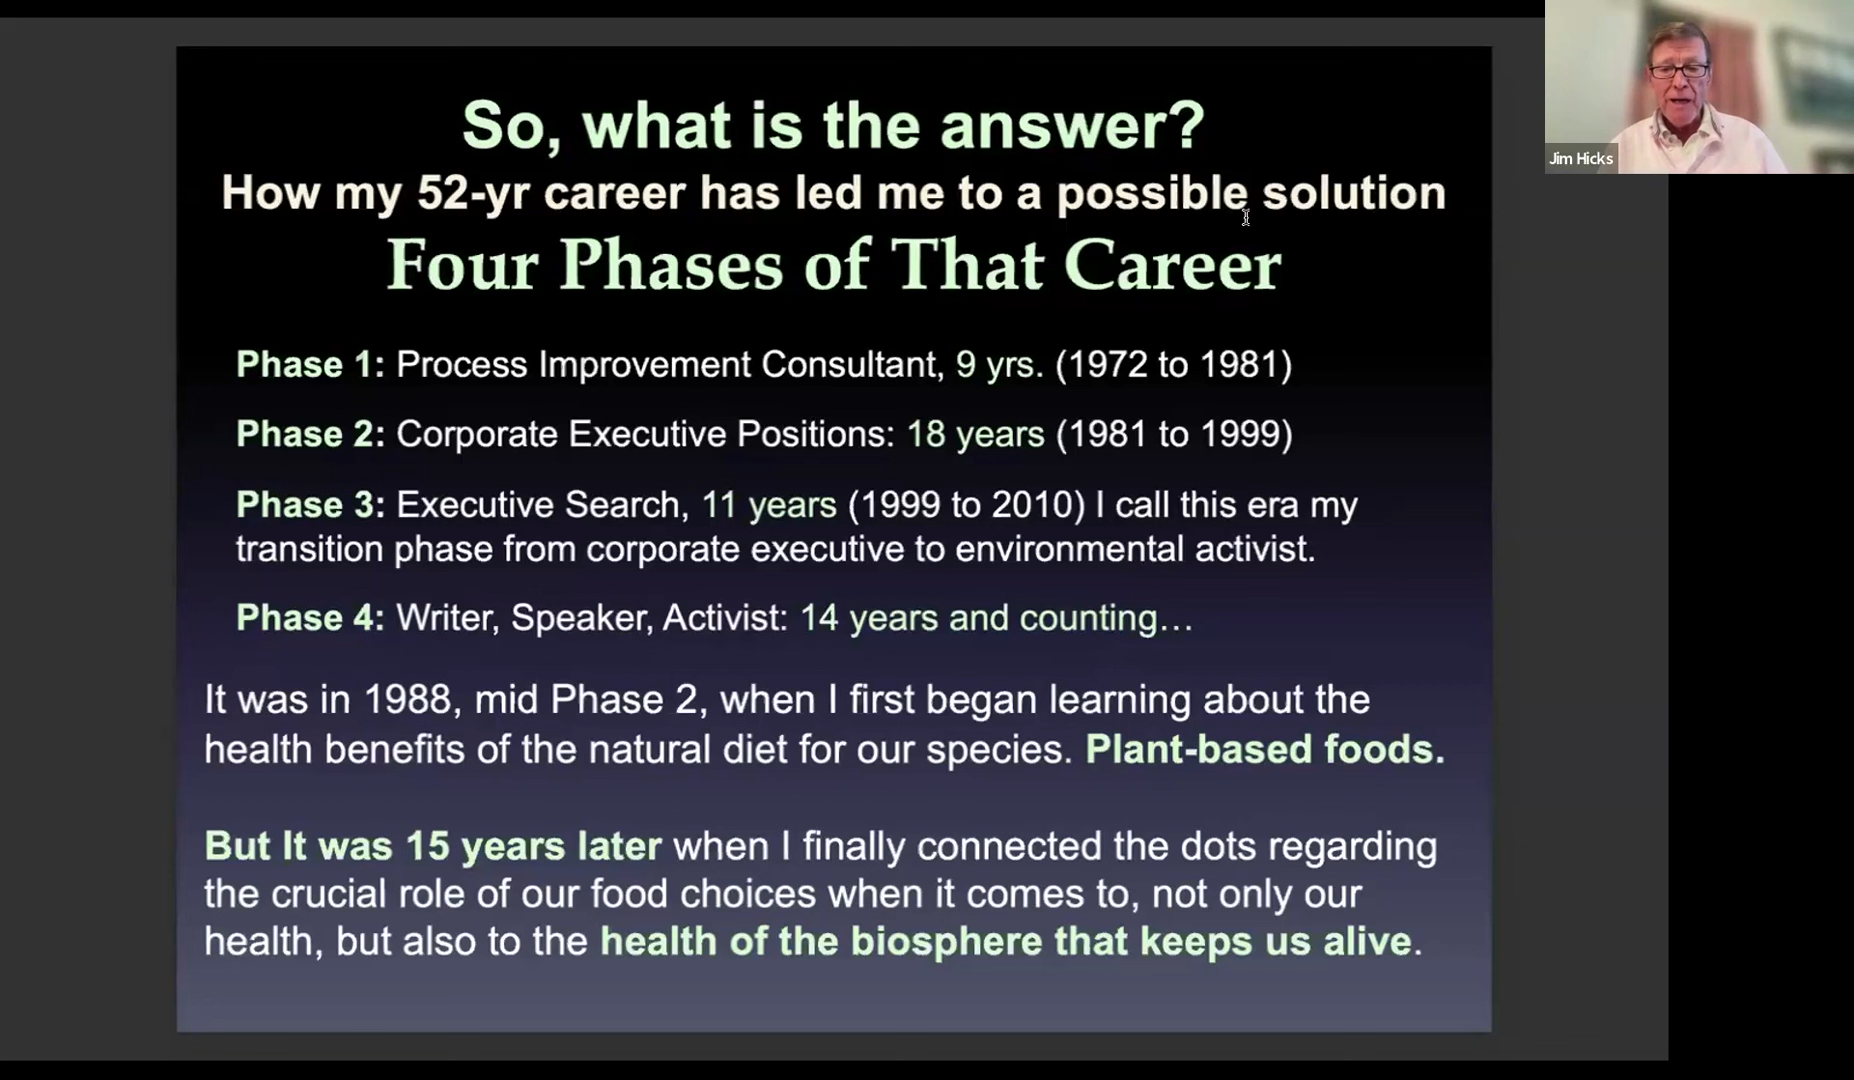 So, what is the answer?
How my 52-yr career has led me to a possible solution
Four Phases of That Career
Phase 1: Process Improvement Consultant, 9 yrs. (1972 to 1981)
Phase 2: Corporate Executive Positions: 18 years (1981 to 1999)
Phase 3: Executive Search, 11 years (1999 to 2010) I call this era my
transition phase from corporate executive to environmental activist.
Phase 4: Writer, Speaker, Activist: 14 years and counting…
It was in 1988, mid Phase 2, when I first began learning about the
health benefits of the natural diet for our species. Plant-based foods.
But It was 15 years later when I finally connected the dots regarding
the crucial role of our food choices when it comes to, not only our
health, but also to the health of the biosphere that keeps us alive.
Jim Hicks